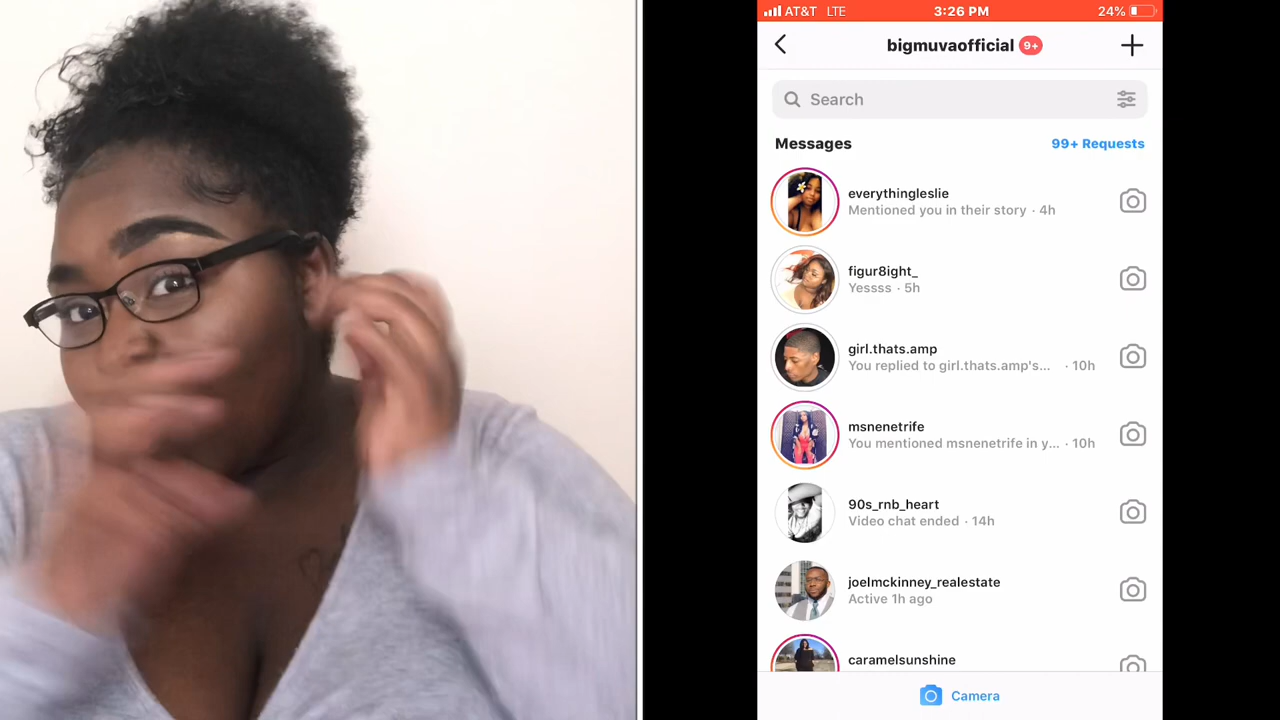 AT&T LTE 3:26 PM 24%
bigmuvaofficial 9+
Search
Messages 99+ Requests
everythingleslie
Mentioned you in their story · 4h
figur8ight_
Yessss · 5h
girl.thats.amp
You replied to girl.thats.amp's... · 10h
msnenetrife
You mentioned msnenetrife in y... · 10h
90s_rnb_heart
Video chat ended · 14h
joelmckinney_realestate
Active 1h ago
caramelsunshine
Camera